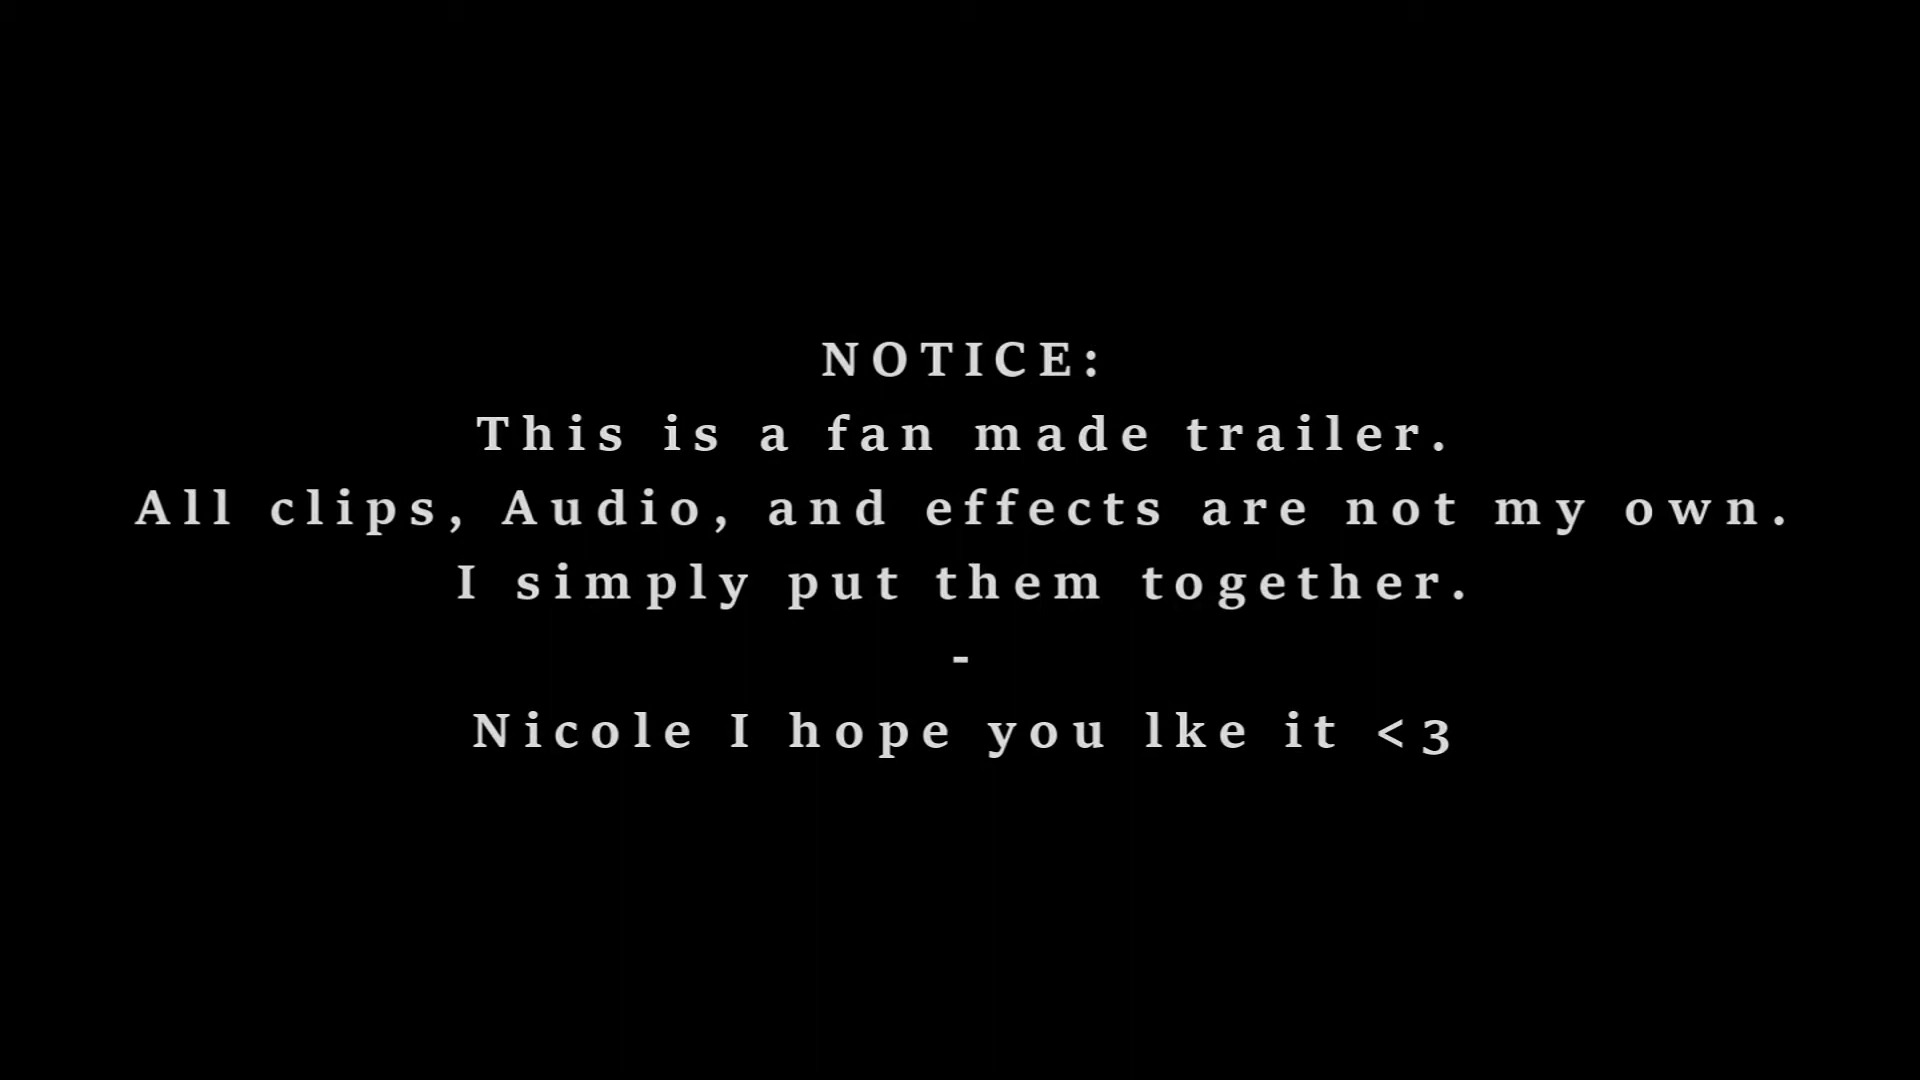 NOTICE:
This is a fan made trailer.
All clips, Audio, and effects are not my own.
I simply put them together.
-
Nicole I hope you lke it <3